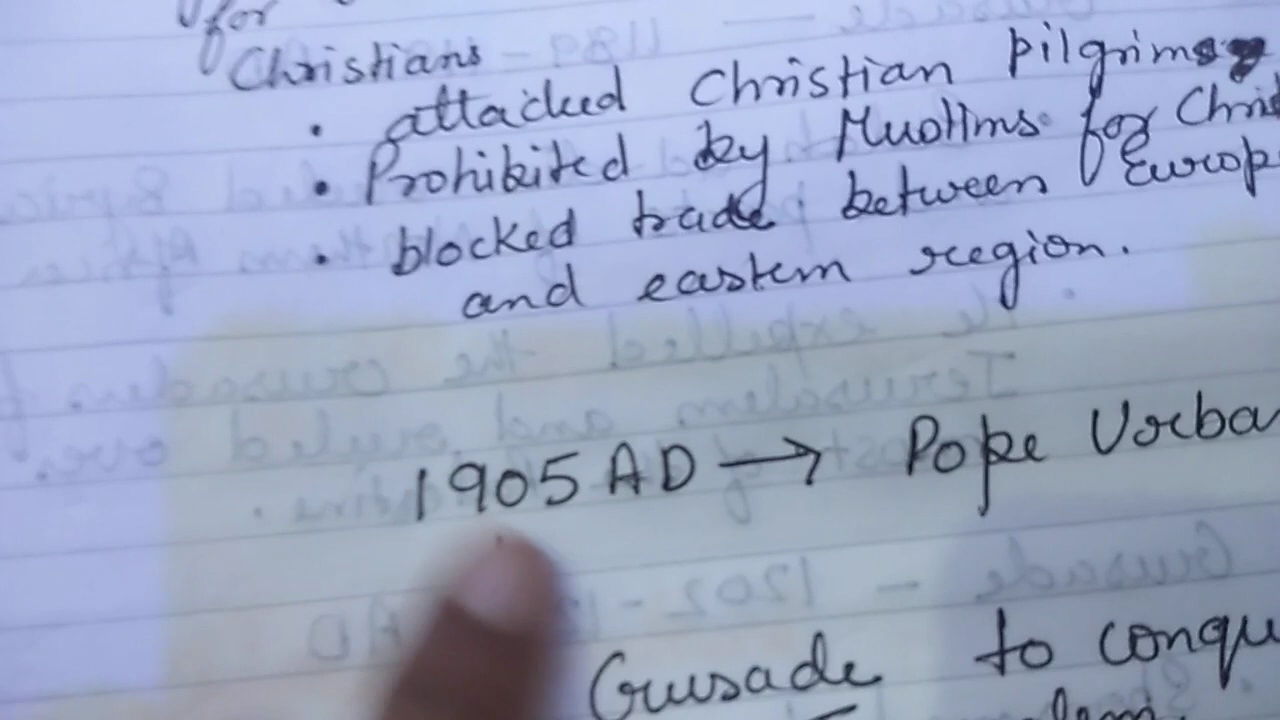 for
Christians
• attacked Christian pilgrims
• Prohibited by Muslims for Chris
• blocked trade between Europ
and eastern region.
1905 AD → Pope Urba
Crusade to conqu